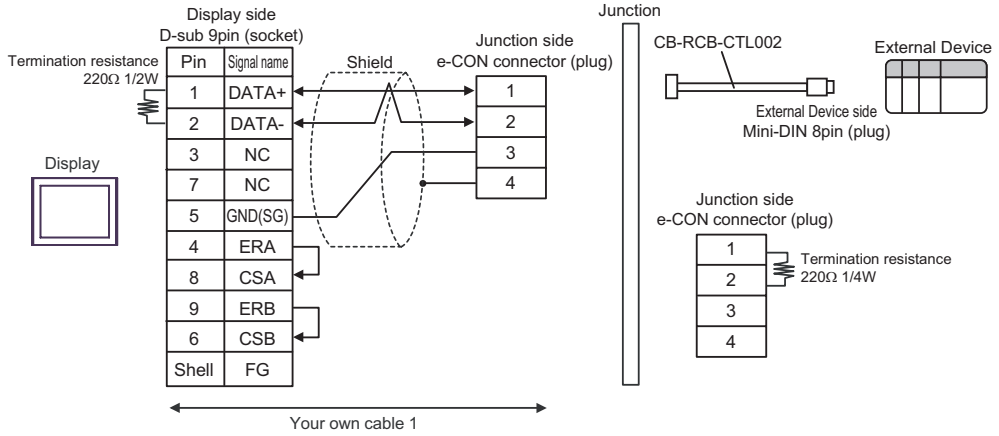 Display side
D-sub 9pin (socket)
Termination resistance
220Ω 1/2W
Pin Signal name
1 DATA+
2 DATA-
3 NC
7 NC
5 GND(SG)
4 ERA
8 CSA
9 ERB
6 CSB
Shell FG
Display
Shield
Junction side
e-CON connector (plug)
1
2
3
4
Your own cable 1
Junction
CB-RCB-CTL002
External Device
External Device side
Mini-DIN 8pin (plug)
Junction side
e-CON connector (plug)
1
2
3
4
Termination resistance
220Ω 1/4W